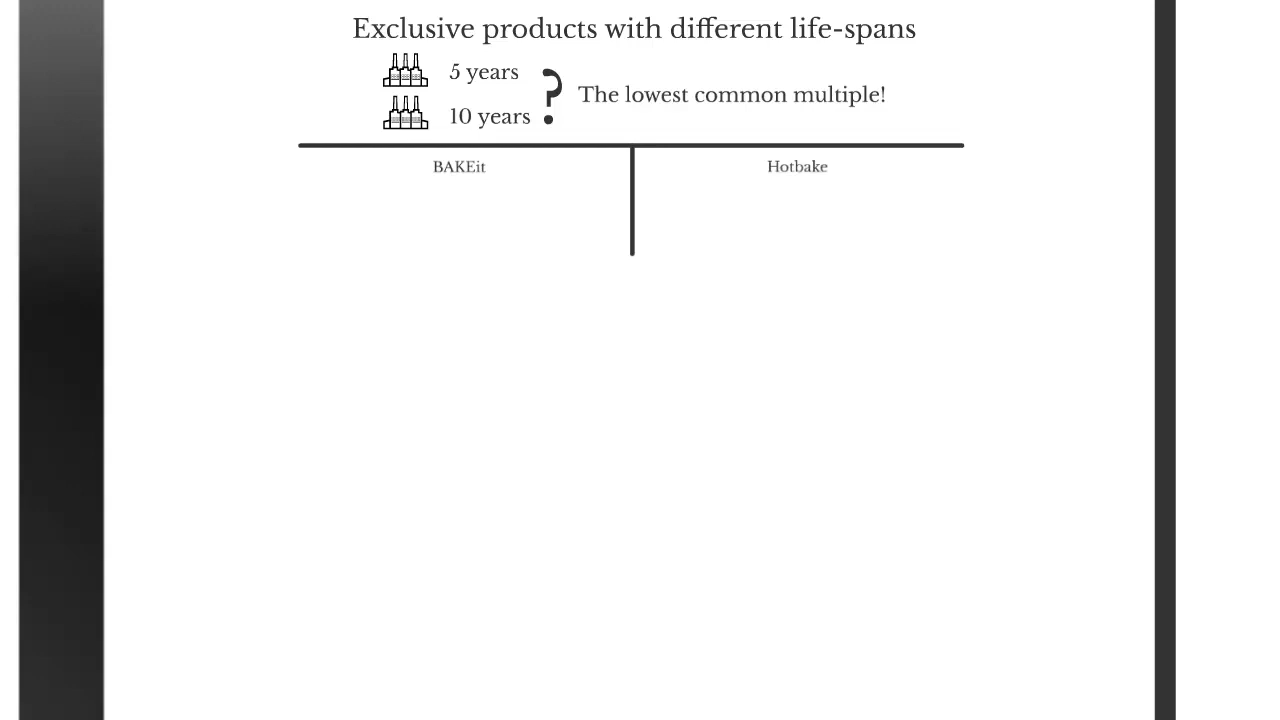 Exclusive products with different life-spans
5 years
10 years
?
The lowest common multiple!
BAKEit
Hotbake